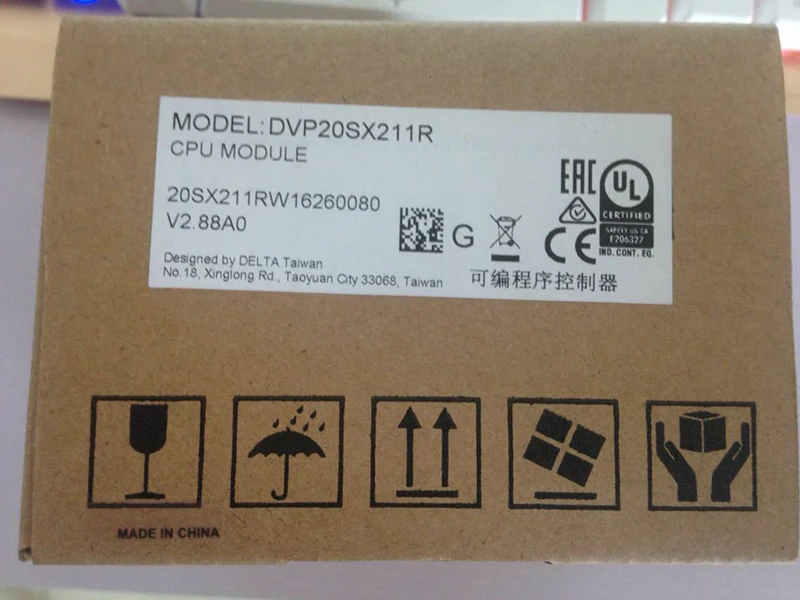 MODEL: DVP20SX211R
CPU MODULE
20SX211RW16260080
V2.88A0
Designed by DELTA Taiwan
No.18, Xinglong Rd., Taoyuan City 33068, Taiwan
G
EAC
UL
CERTIFIED
SAFETY US CA
E206327
IND. CONT. EQ.
CE
可编程序控制器
MADE IN CHINA